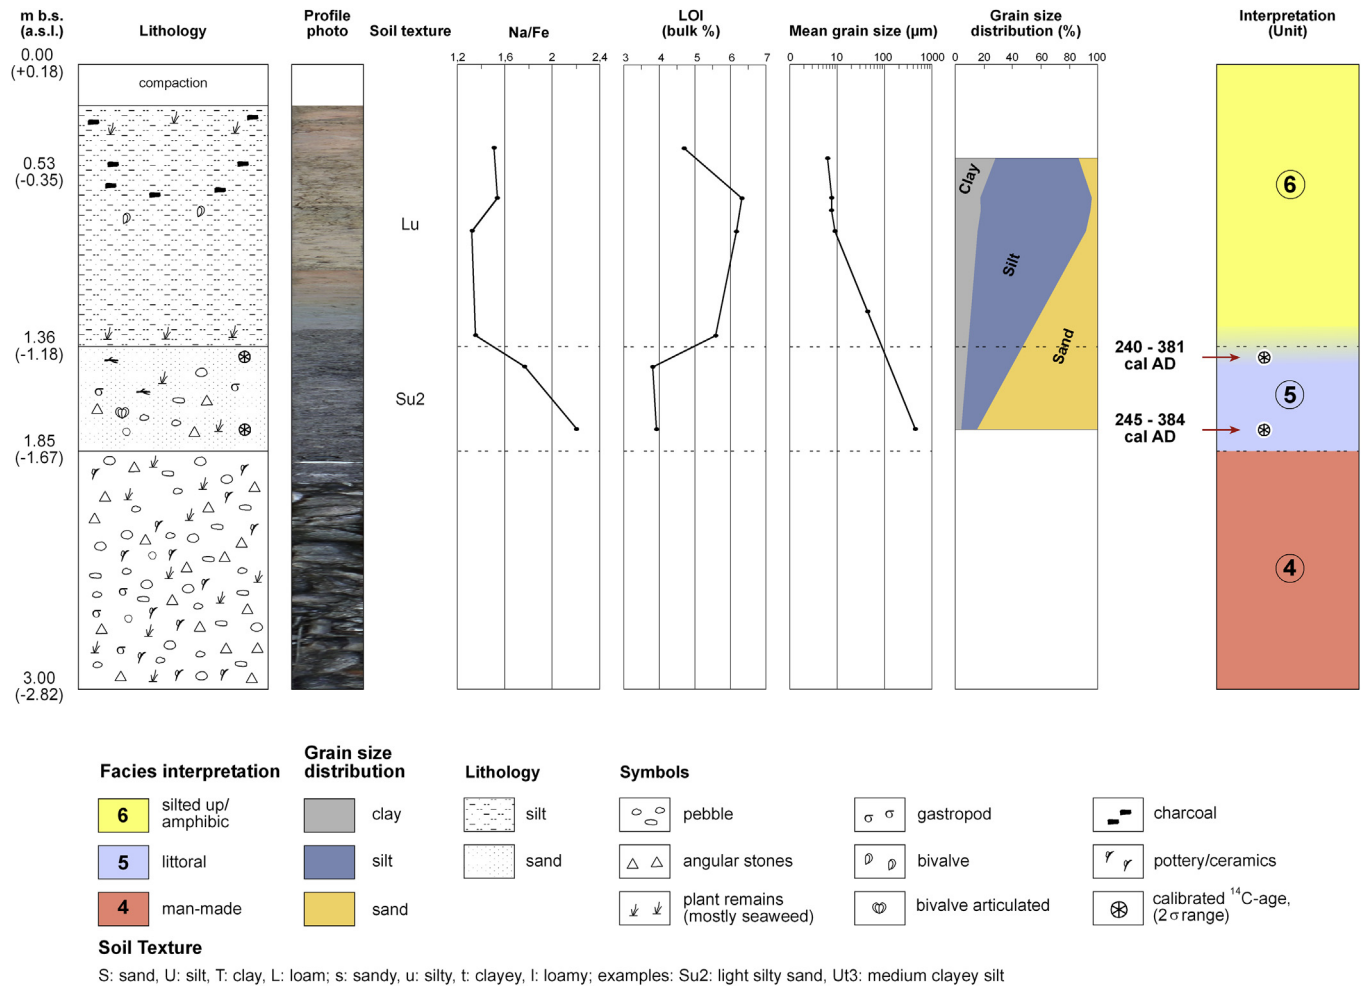 m b.s.
(a.s.l.)
Lithology
Profile
photo
Soil texture
Na/Fe
LOI
(bulk %)
Mean grain size (µm)
Grain size
distribution (%)
Interpretation
(Unit)
0.00
(+0.18)
1,2 1,6 2 2,4
3 4 5 6 7
0 10 100 1000
0 20 40 60 80 100
compaction
0.53
(-0.35)
Clay
6
Lu
Silt
Sand
1.36
(-1.18)
240 - 381
cal AD
Su2
5
245 - 384
cal AD
1.85
(-1.67)
4
3.00
(-2.82)
Facies interpretation
6 silted up/
amphibic
5 littoral
4 man-made
Grain size
distribution
clay
silt
sand
Lithology
silt
sand
Symbols
pebble
angular stones
plant remains
(mostly seaweed)
gastropod
bivalve
bivalve articulated
charcoal
pottery/ceramics
calibrated 14C-age,
(2σrange)
Soil Texture
S: sand, U: silt, T: clay, L: loam; s: sandy, u: silty, t: clayey, l: loamy; examples: Su2: light silty sand, Ut3: medium clayey silt